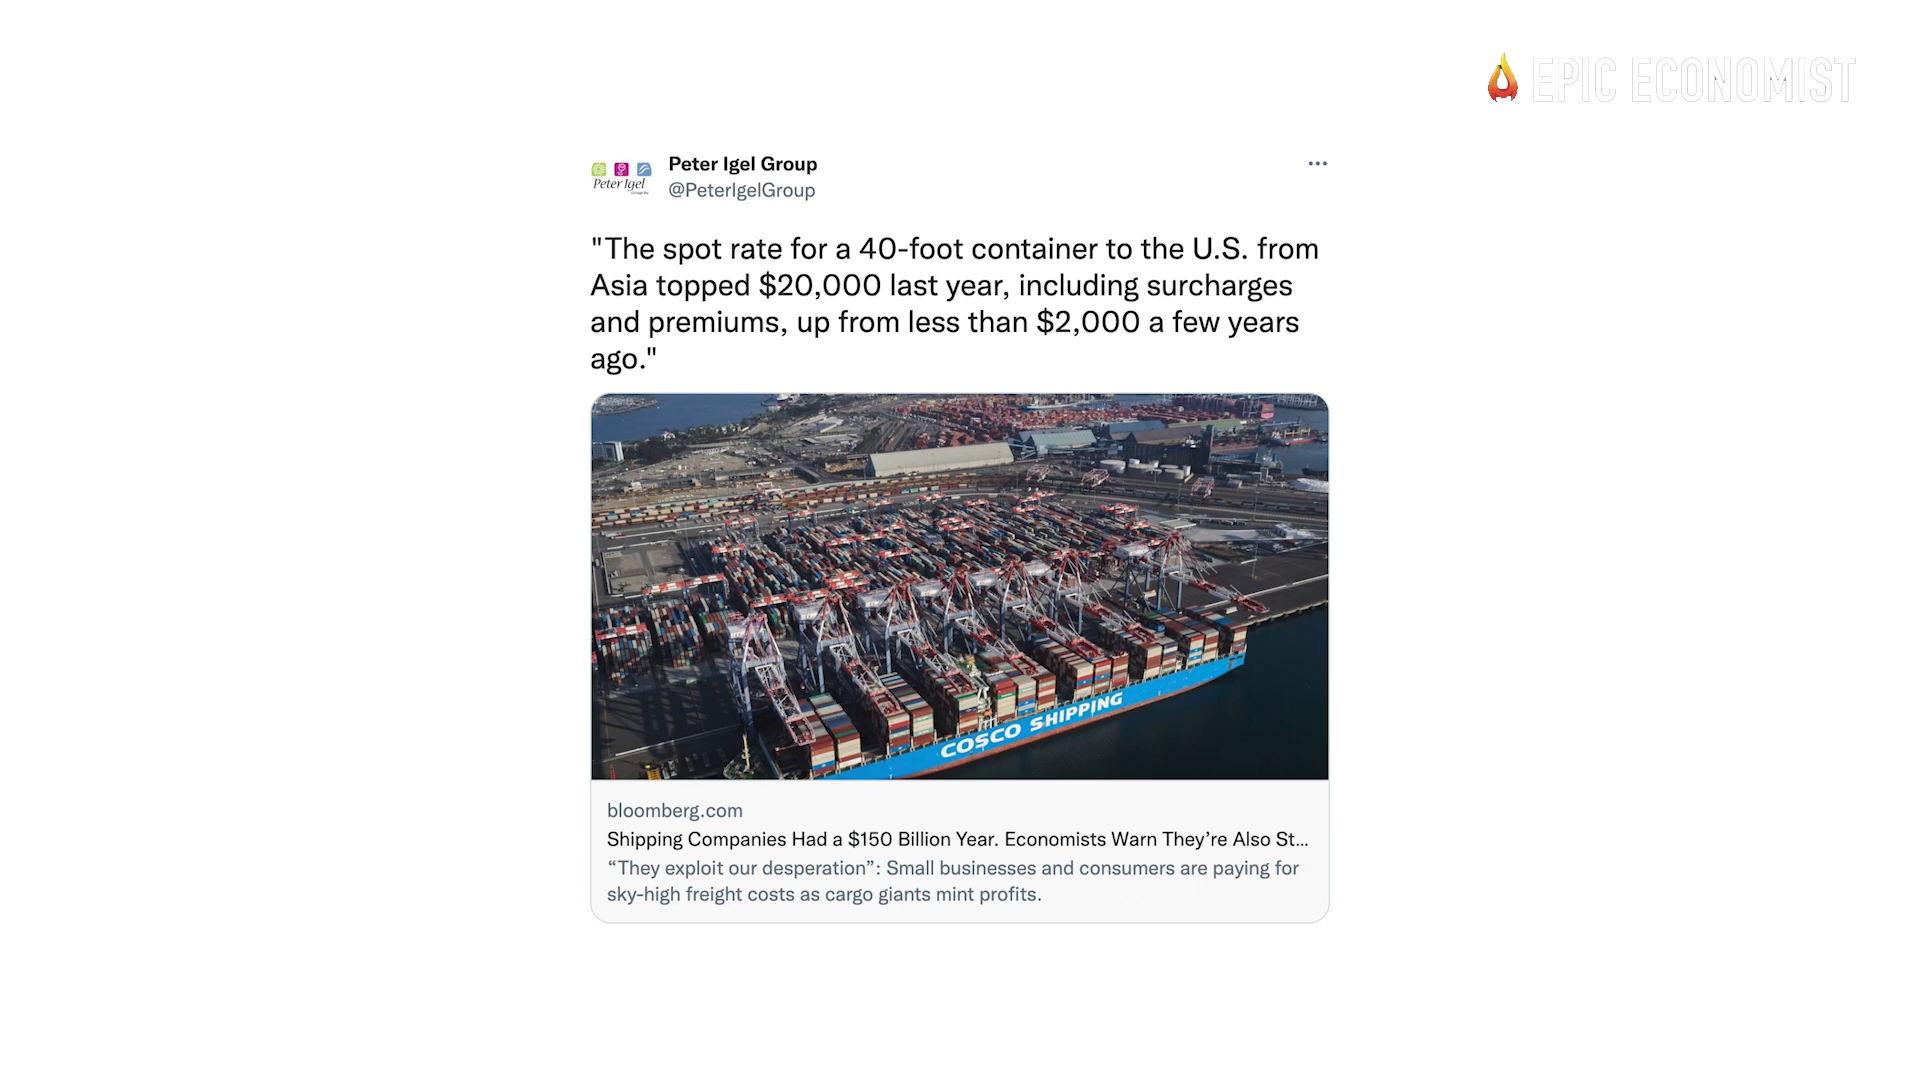 EPIC ECONOMIST
Peter Igel Group
@PeterIgelGroup
Peter Igel
"The spot rate for a 40-foot container to the U.S. from
Asia topped $20,000 last year, including surcharges
and premiums, up from less than $2,000 a few years
ago."
COSCO SHIPPING
bloomberg.com
Shipping Companies Had a $150 Billion Year. Economists Warn They’re Also St...
“They exploit our desperation”: Small businesses and consumers are paying for
sky-high freight costs as cargo giants mint profits.